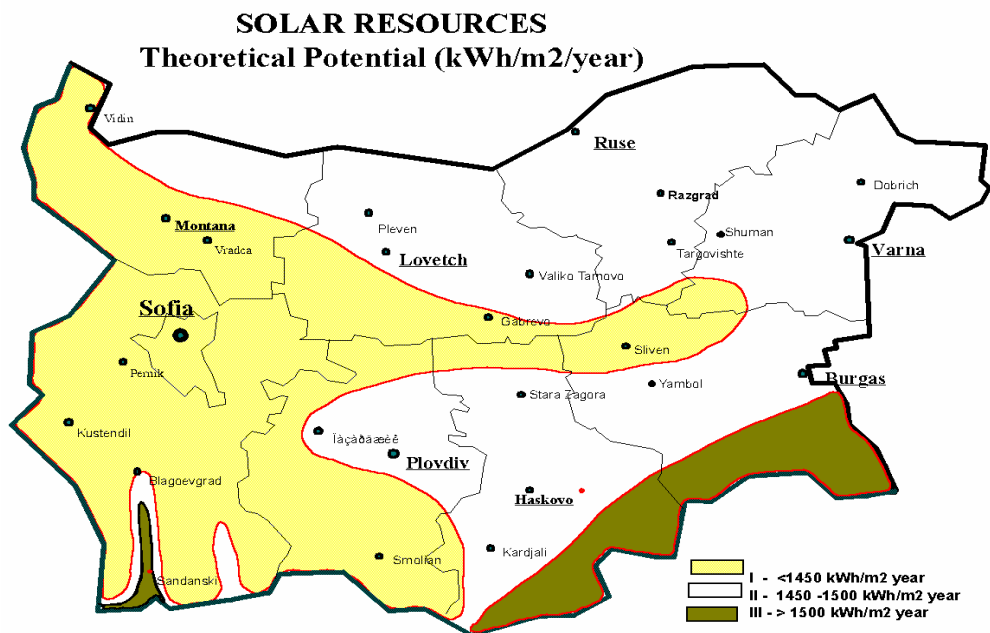 SOLAR RESOURCES
Theoretical Potential (kWh/m2/year)
Vidin
Ruse
Dobrich
Razgrad
Montana
Pleven
Shuman
Vradca
Targovishte
Varna
Lovetch
Valiko Tarnovo
Sofia
Gabrevo
Sliven
Pernik
Yambol
Burgas
Stara Zagora
Kustendil
Ïàçàðäæèê
Plovdiv
Blagoevgrad
Haskovo
Kardjali
Smolian
Sandanski
I - <1450 kWh/m2 year
II - 1450 -1500 kWh/m2 year
III - > 1500 kWh/m2 year